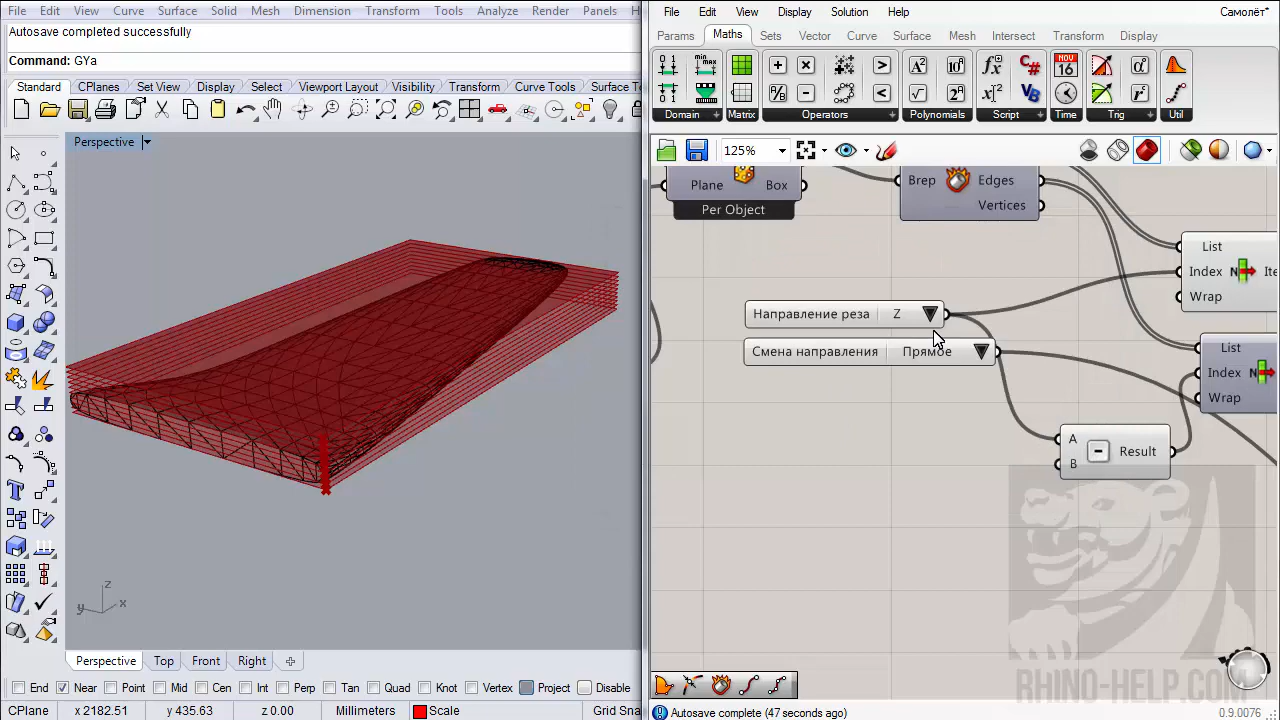 File Edit View Curve Surface Solid Mesh Dimension Transform Tools Analyze Render Panels
Autosave completed successfully
Command: GYa
Standard CPlanes Set View Display Select Viewport Layout Visibility Transform Curve Tools Surface To
Perspective
z
y x
Perspective Top Front Right
End Near Point Mid Cen Int Perp Tan Quad Knot Vertex Project Disable
CPlane x 2182.51 y 435.63 z 0.00 Millimeters Scale Grid Sna
File Edit View Display Solution Help Самолёт*
Params Maths Sets Vector Curve Surface Mesh Intersect Transform Display
Domain Matrix Operators Polynomials Script Time Trig Util
125%
Plane Box
Per Object
Brep Edges
Vertices
List
Index N Ite
Wrap
Направление реза Z
Смена направления Прямое
List
Index N
Wrap
A
B
Result
RHINO-HELP.COM
Autosave complete (47 seconds ago) 0.9.0076